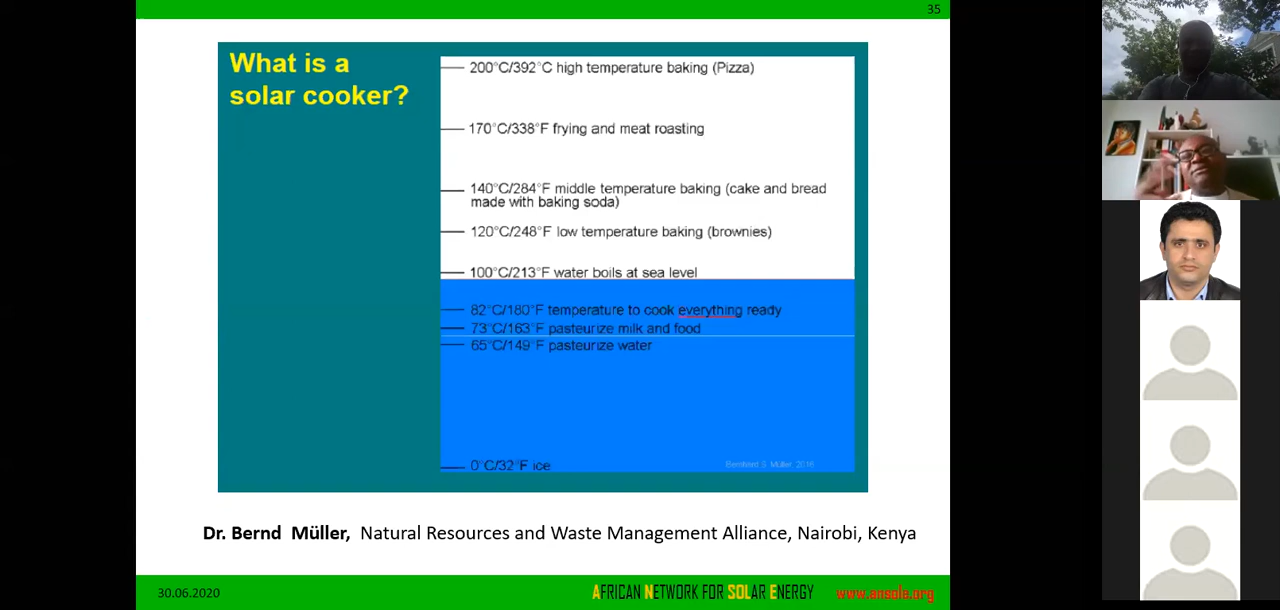 35
What is a
solar cooker?
200°C/392°C high temperature baking (Pizza)
170°C/338°F frying and meat roasting
140°C/284°F middle temperature baking (cake and bread
made with baking soda)
120°C/248°F low temperature baking (brownies)
100°C/213°F water boils at sea level
82°C/180°F temperature to cook everything ready
73°C/163°F pasteurize milk and food
65°C/149°F pasteurize water
0°C/32°F ice
Bernhard S. Müller, 2016
Dr. Bernd Müller, Natural Resources and Waste Management Alliance, Nairobi, Kenya
30.06.2020
AFRICAN NETWORK FOR SOLAR ENERGY
www.ansole.org